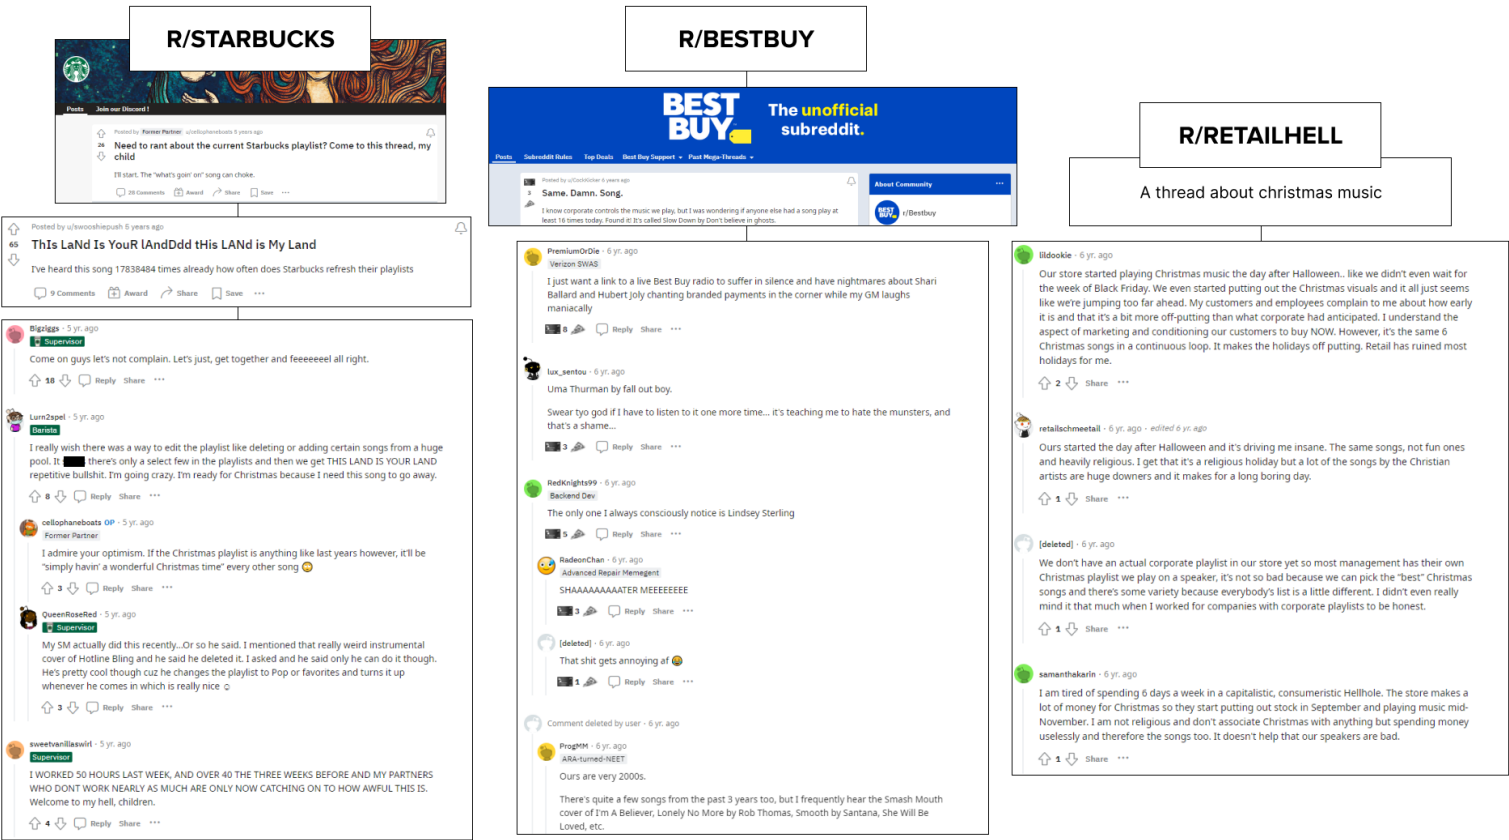 R/STARBUCKS
Posts
Join our Discord !
Posted by Former Partner u/cellophaneboats 6 years ago
26
Need to rant about the current Starbucks playlist? Come to this thread, my
child
I'll start. The "what's goin' on" song can choke.
28 Comments Award Share Save ...
Posted by u/swooshiepush 6 years ago
65
ThIs LaNd Is YouR lAndDdd tHis LANd is My Land
I've heard this song 17838484 times already how often does Starbucks refresh their playlists
9 Comments Award Share Save ...
Bigziggs · 5 yr. ago
Supervisor
Come on guys let's not complain. Let's just, get together and feeeeeeel all right.
18 Reply Share ...
Lurn2spel · 5 yr. ago
Barista
I really wish there was a way to edit the playlist like deleting or adding certain songs from a huge
pool. It there's only a select few in the playlists and then we get THIS LAND IS YOUR LAND
repetitive bullshit. I'm going crazy. I'm ready for Christmas because I need this song to go away.
8 Reply Share ...
cellophaneboats OP · 5 yr. ago
Former Partner
I admire your optimism. If the Christmas playlist is anything like last years however, it'll be
"simply havin' a wonderful Christmas time" every other song 🙄
3 Reply Share ...
QueenRoseRed · 5 yr. ago
Supervisor
My SM actually did this recently...Or so he said. I mentioned that really weird instrumental
cover of Hotline Bling and he said he deleted it. I asked and he said only he can do it though.
He's pretty cool though cuz he changes the playlist to Pop or favorites and turns it up
whenever he comes in which is really nice ☺
3 Reply Share ...
sweetvanillaswirl · 5 yr. ago
Supervisor
I WORKED 50 HOURS LAST WEEK, AND OVER 40 THE THREE WEEKS BEFORE AND MY PARTNERS
WHO DONT WORK NEARLY AS MUCH ARE ONLY NOW CATCHING ON TO HOW AWFUL THIS IS.
Welcome to my hell, children.
4 Reply Share ...
R/BESTBUY
BEST
BUY
The unofficial
subreddit.
Posts Subreddit Rules Top Deals Best Buy Support Past Mega-Threads
Posted by 6 years ago
3
Same. Damn. Song.
I know corporate controls the music we play, but I was wondering if anyone else had a song play at
least 16 times today. Found it! It's called Slow Down by Don't believe in ghosts.
About Community ...
BEST BUY
r/Bestbuy
PremiumOrDie · 6 yr. ago
Verizon SWAS
I just want a link to a live Best Buy radio to suffer in silence and have nightmares about Shari
Ballard and Hubert Joly chanting branded payments in the corner while my GM laughs
maniacally
8 Reply Share ...
lux_sentou · 6 yr. ago
Uma Thurman by fall out boy.
Swear tyo god if I have to listen to it one more time... it's teaching me to hate the munsters, and
that's a shame...
3 Reply Share ...
RedKnights99 · 6 yr. ago
Backend Dev
The only one I always consciously notice is Lindsey Sterling
5 Reply Share ...
RadeonChan · 6 yr. ago
Advanced Repair Memegent
SHAAAAAAAAATER MEEEEEEEE
3 Reply Share ...
[deleted] · 6 yr. ago
That shit gets annoying af 😂
1 Reply Share ...
Comment deleted by user · 6 yr. ago
ProgMM · 6 yr. ago
ARA-turned-NEET
Ours are very 2000s.
There's quite a few songs from the past 3 years too, but I frequently hear the Smash Mouth
cover of I'm A Believer, Lonely No More by Rob Thomas, Smooth by Santana, She Will Be
Loved, etc.
R/RETAILHELL
A thread about christmas music
lildookie · 6 yr. ago
Our store started playing Christmas music the day after Halloween.. like we didn't even wait for
the week of Black Friday. We even started putting out the Christmas visuals and it all just seems
like we're jumping too far ahead. My customers and employees complain to me about how early
it is and that it's a bit more off-putting than what corporate had anticipated. I understand the
aspect of marketing and conditioning our customers to buy NOW. However, it's the same 6
Christmas songs in a continuous loop. It makes the holidays off putting. Retail has ruined most
holidays for me.
2 Share ...
retailschmeetail · 6 yr. ago · edited 6 yr. ago
Ours started the day after Halloween and it's driving me insane. The same songs, not fun ones
and heavily religious. I get that it's a religious holiday but a lot of the songs by the Christian
artists are huge downers and it makes for a long boring day.
1 Share ...
[deleted] · 6 yr. ago
We don't have an actual corporate playlist in our store yet so most management has their own
Christmas playlist we play on a speaker, it's not so bad because we can pick the "best" Christmas
songs and there's some variety because everybody's list is a little different. I didn't even really
mind it that much when I worked for companies with corporate playlists to be honest.
1 Share ...
samanthakarin · 6 yr. ago
I am tired of spending 6 days a week in a capitalistic, consumeristic Hellhole. The store makes a
lot of money for Christmas so they start putting out stock in September and playing music mid-
November. I am not religious and don't associate Christmas with anything but spending money
uselessly and therefore the songs too. It doesn't help that our speakers are bad.
1 Share ...